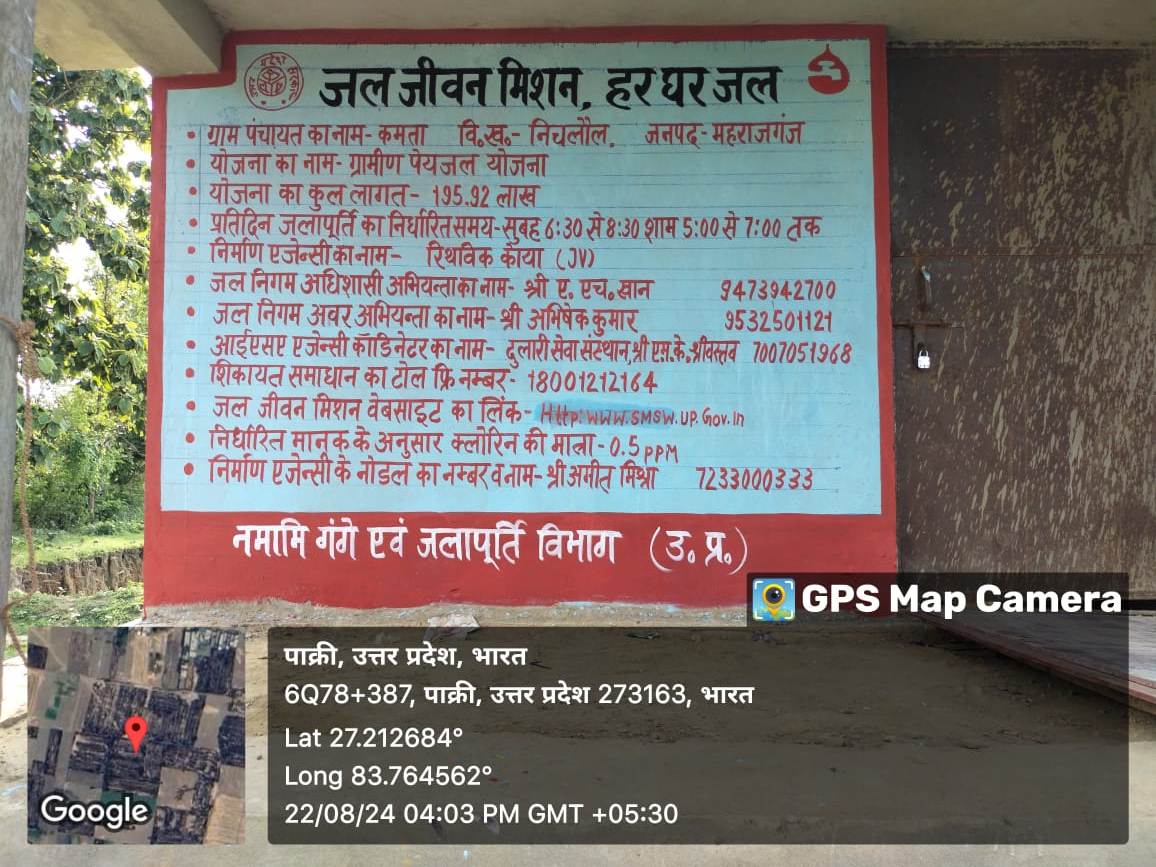 उत्तर प्रदेश सरकार
जल जीवन मिशन, हर घर जल
• ग्राम पंचायत का नाम- कमता वि.ख.- निचलौल, जनपद- महराजगंज
• योजना का नाम- ग्रामीण पेयजल योजना
• योजना का कुल लागत- 195.92 लाख
• प्रतिदिन जलापूर्ति का निर्धारित समय- सुबह 6:30 से 8:30 शाम 5:00 से 7:00 तक
• निर्माण एजेन्सी का नाम- रिथविक काया (JV)
• जल निगम अधिशासी अभियन्ता का नाम- श्री ए. एच. खान 9473942700
• जल निगम अवर अभियन्ता का नाम- श्री अभिषेक कुमार 9532501121
• आईएसए एजेन्सी कॉडिनेटर का नाम- दुलारी सेवा संस्थान, श्री एस.के. श्रीवस्तव 7007051968
• शिकायत समाधान का टोल फ्रि नम्बर- 18001212164
• जल जीवन मिशन वेबसाइट का लिंक- Http:www.SMSW.UP.Gov.in
• निर्धारित मानक के अनुसार क्लोरिन की मात्रा- 0.5 PPM
• निर्माण एजेन्सी के नोडल का नम्बर व नाम- श्री अमीत मिश्रा 7233000333
नमामि गंगे एवं जलापूर्ति विभाग (उ. प्र.)
GPS Map Camera
पाक्री, उत्तर प्रदेश, भारत
6Q78+387, पाक्री, उत्तर प्रदेश 273163, भारत
Lat 27.212684°
Long 83.764562°
22/08/24 04:03 PM GMT +05:30
Google